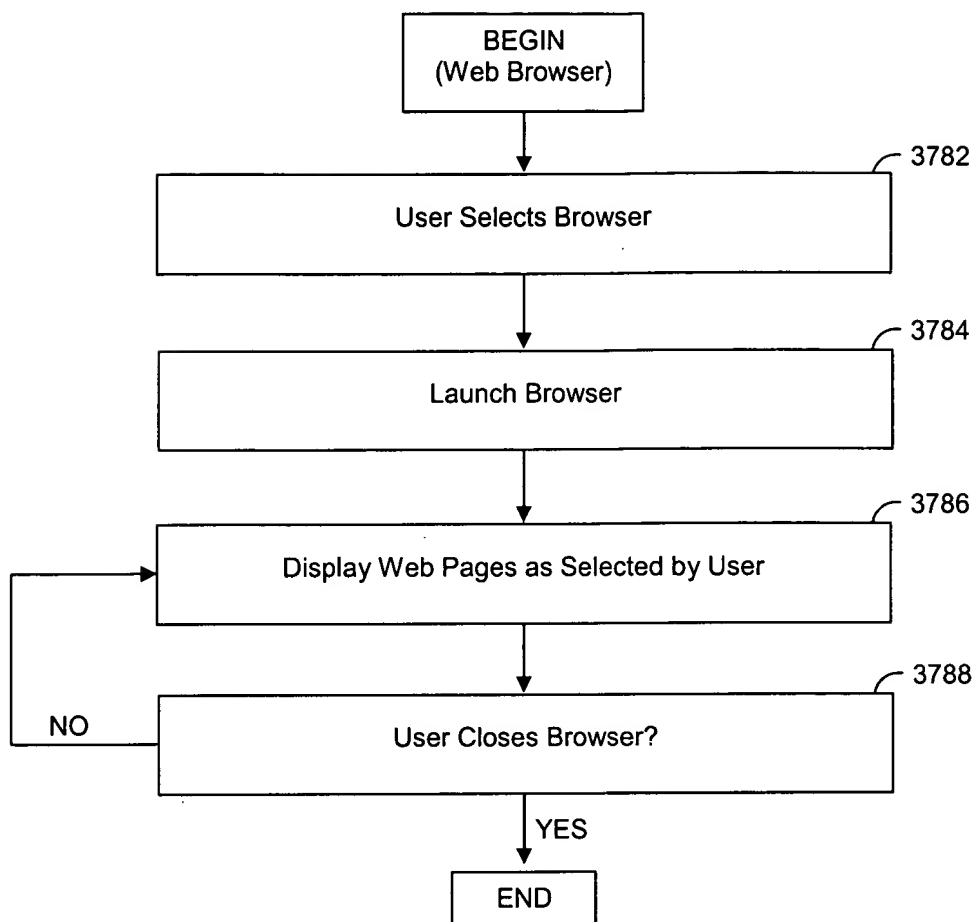 BEGIN
(Web Browser)
3782
User Selects Browser
3784
Launch Browser
3786
Display Web Pages as Selected by User
3788
NO
User Closes Browser?
YES
END